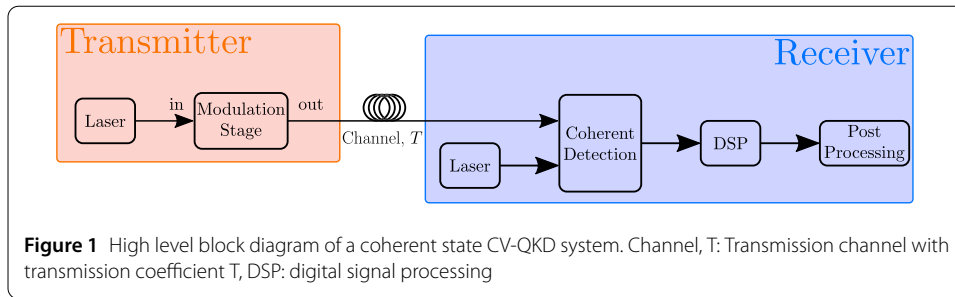 Transmitter
Receiver
Laser
in
Modulation
Stage
out
Channel, T
Laser
Coherent
Detection
DSP
Post
Processing
Figure 1 High level block diagram of a coherent state CV-QKD system. Channel, T: Transmission channel with
transmission coefficient T, DSP: digital signal processing